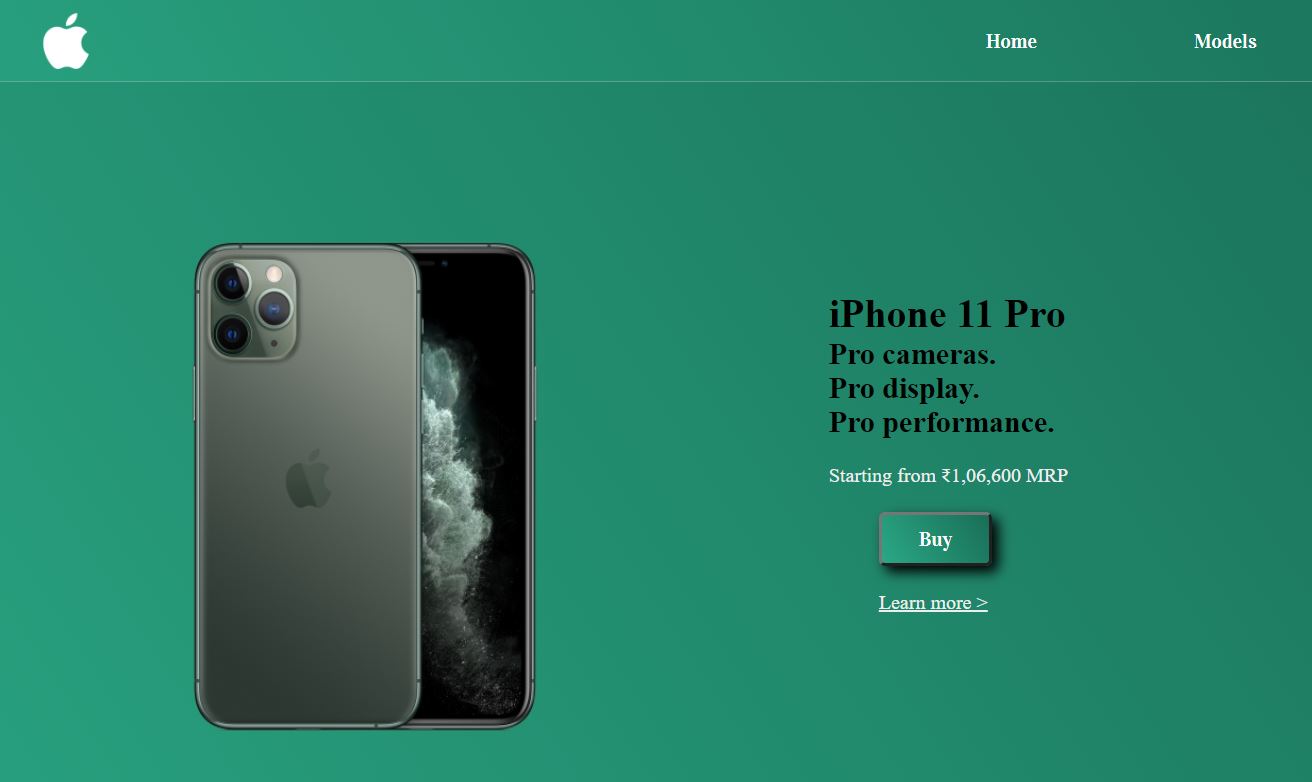 Home
Models
iPhone 11 Pro
Pro cameras.
Pro display.
Pro performance.
Starting from ₹1,06,600 MRP
Buy
Learn more >